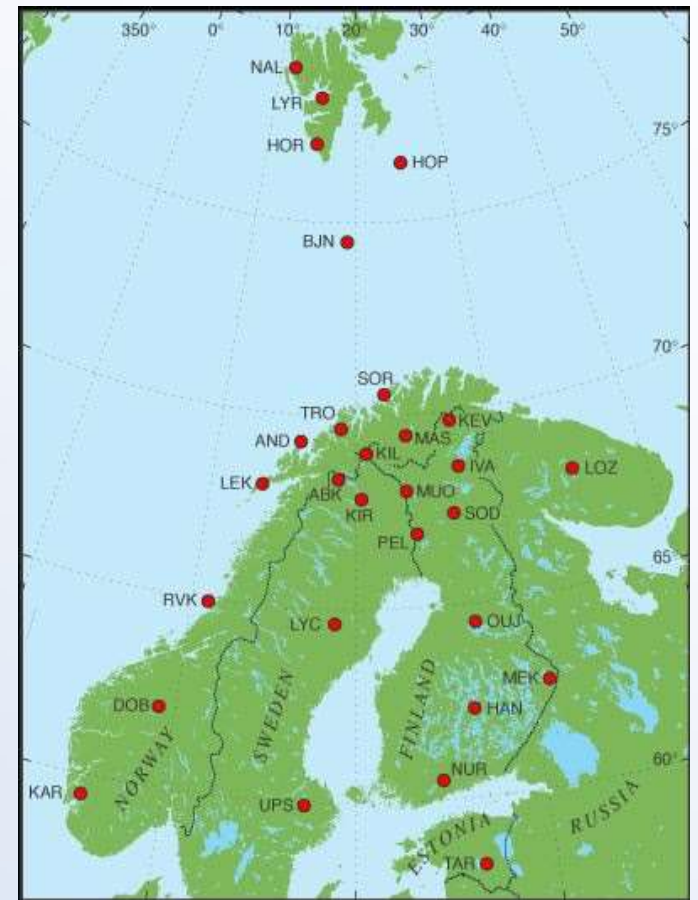 350° 0° 10° 20° 30° 40° 50°
NAL
LYR
75°
HOR
HOP
BJN
70°
SOR
TRO
KEV
AND
MAS
KIL
IVA
LOZ
LEK
ABK
MUO
KIR
SOD
PEL
65°
RVK
LYC
OUJ
MEK
DOB
HAN
SWEDEN
FINLAND
NORWAY
60°
NUR
KAR
UPS
RUSSIA
ESTONIA
TAR